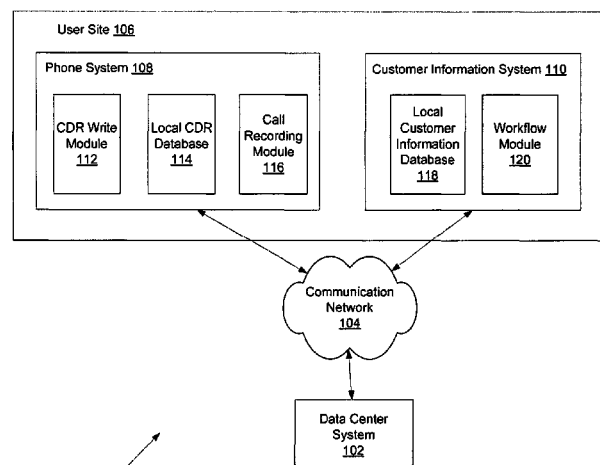 User Site 106
Phone System 108
CDR Write
Module
112
Local CDR
Database
114
Call
Recording
Module
116
Customer Information System 110
Local
Customer
Information
Database
118
Workflow
Module
120
Communication
Network
104
Data Center
System
102